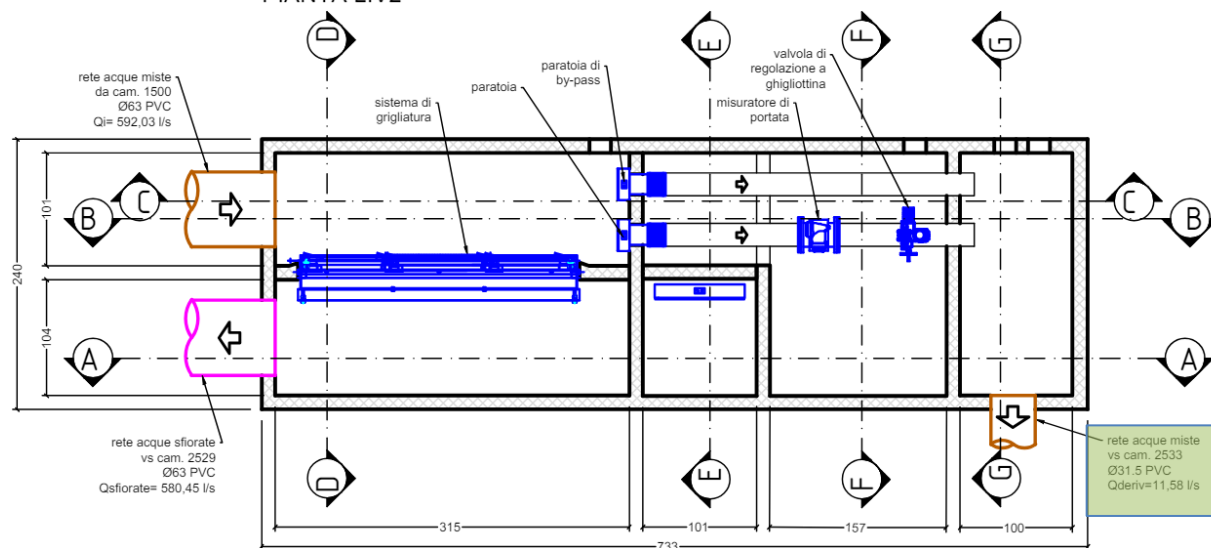 D
E
F
G
rete acque miste
da cam. 1500
Ø63 PVC
Qi= 592,03 l/s
sistema di
grigliatura
paratoia
paratoia di
by-pass
misuratore di
portata
valvola di
regolazione a
ghigliottina
240
101
104
B
C
C
B
A
A
rete acque sfiorate
vs cam. 2529
Ø63 PVC
Qsfiorate= 580,45 l/s
rete acque miste
vs cam. 2533
Ø31.5 PVC
Qderiv=11,58 l/s
D
E
F
G
315
101
157
100
733